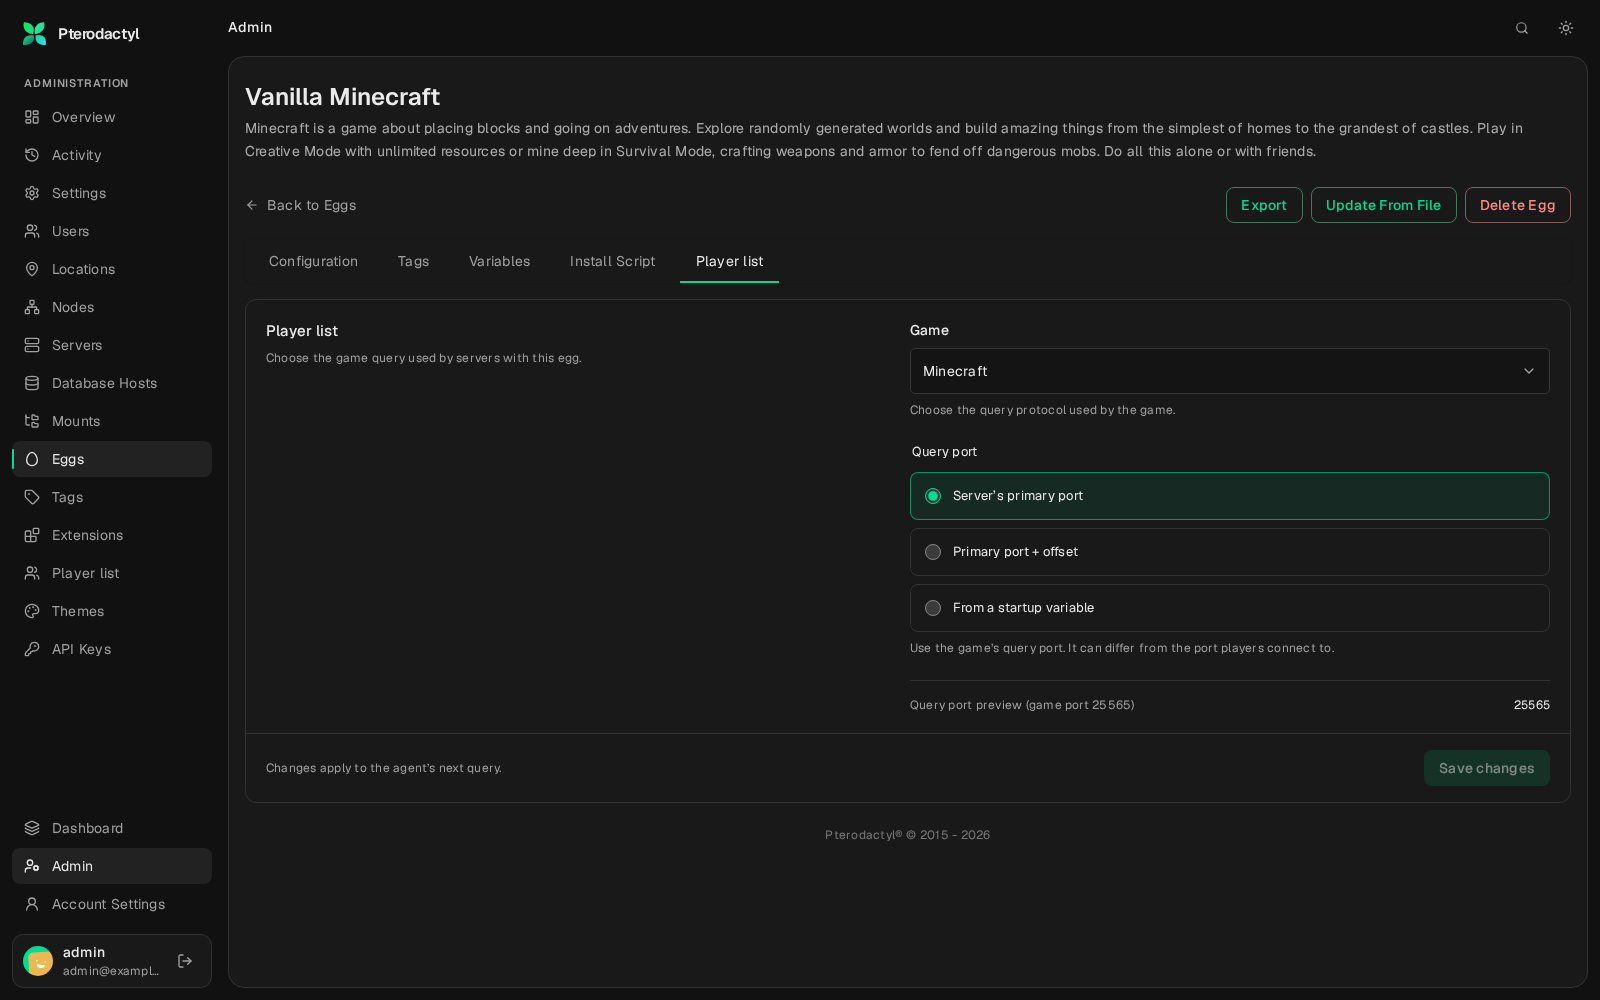 Pterodactyl
Admin
ADMINISTRATION
Overview
Activity
Settings
Users
Locations
Nodes
Servers
Database Hosts
Mounts
Eggs
Tags
Extensions
Player list
Themes
API Keys
Dashboard
Admin
Account Settings
admin
admin@exampl...
Vanilla Minecraft
Minecraft is a game about placing blocks and going on adventures. Explore randomly generated worlds and build amazing things from the simplest of homes to the grandest of castles. Play in
Creative Mode with unlimited resources or mine deep in Survival Mode, crafting weapons and armor to fend off dangerous mobs. Do all this alone or with friends.
Back to Eggs
Export
Update From File
Delete Egg
Configuration
Tags
Variables
Install Script
Player list
Player list
Choose the game query used by servers with this egg.
Game
Minecraft
Choose the query protocol used by the game.
Query port
Server's primary port
Primary port + offset
From a startup variable
Use the game's query port. It can differ from the port players connect to.
Query port preview (game port 25565)
25565
Changes apply to the agent's next query.
Save changes
Pterodactyl® © 2015 - 2026